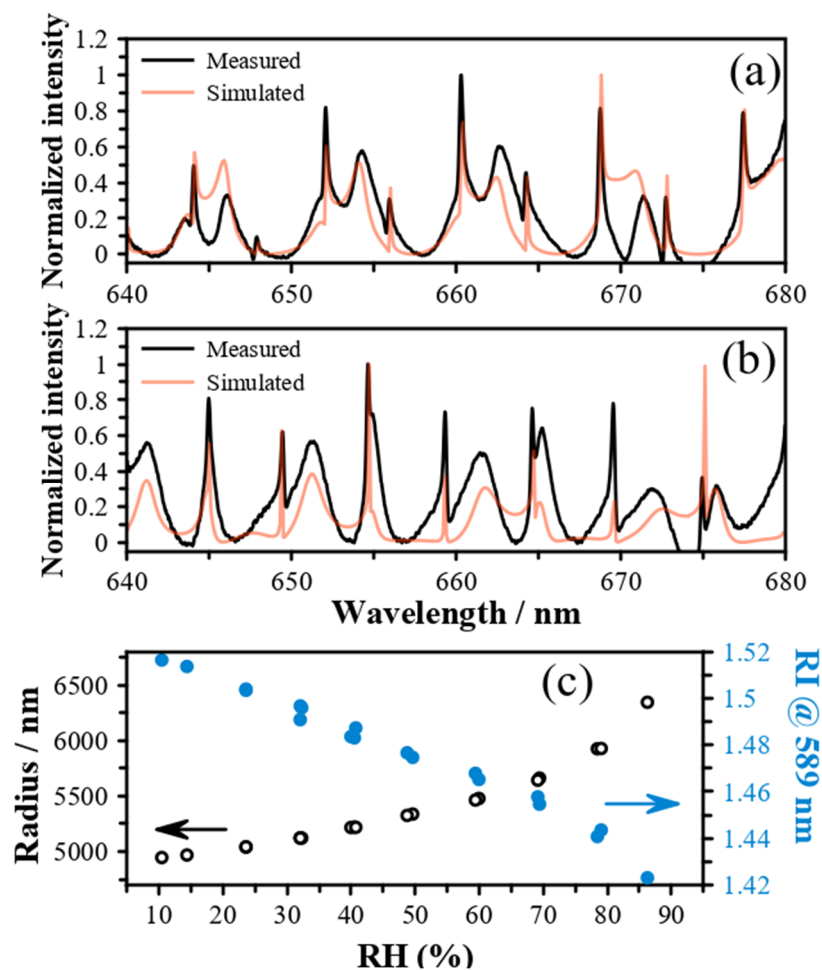 1.2
1
0.8
0.6
0.4
0.2
0
Normalized intensity
Measured
Simulated
(a)
640 650 660 670 680
1.2
1
0.8
0.6
0.4
0.2
0
Normalized intensity
Measured
Simulated
(b)
640 650 660 670 680
Wavelength / nm
6500
6000
5500
5000
Radius / nm
(c)
1.52
1.5
1.48
1.46
1.44
1.42
RI @ 589 nm
10 20 30 40 50 60 70 80 90
RH (%)